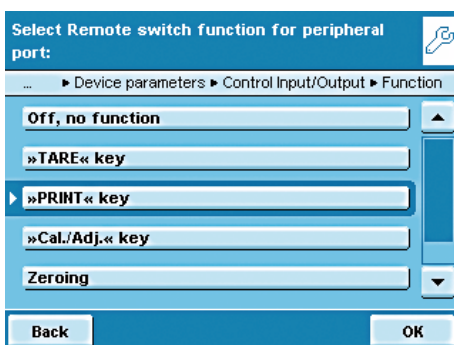 Select Remote switch function for peripheral
port:
... ▸ Device parameters ▸ Control Input/Output ▸ Function
Off, no function
»TARE« key
»PRINT« key
»Cal./Adj.« key
Zeroing
Back
OK